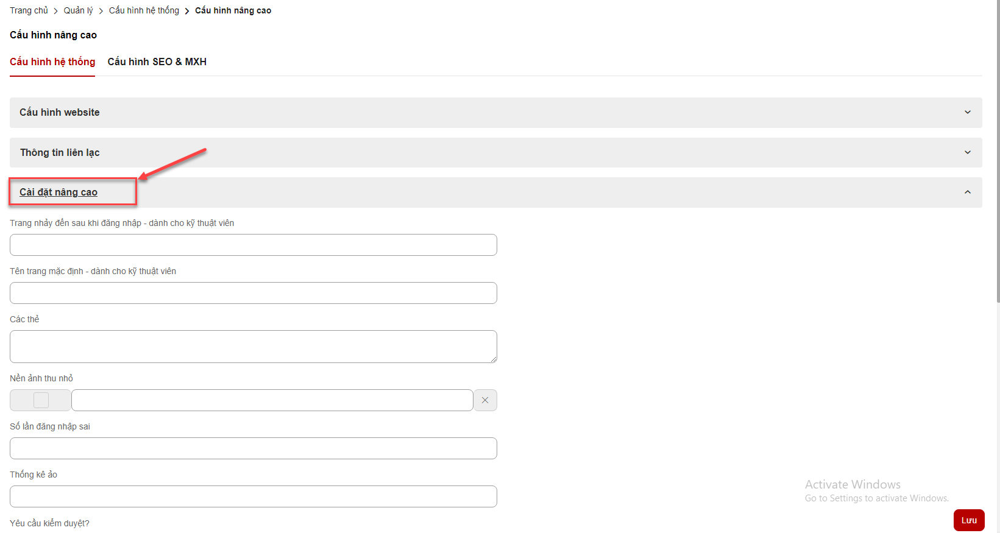 Trang chủ > Quản lý > Cấu hình hệ thống > Cấu hình nâng cao
Cấu hình nâng cao
Cấu hình hệ thống Cấu hình SEO & MXH
Cấu hình website
Thông tin liên lạc
Cài đặt nâng cao
Trang nhảy đến sau khi đăng nhập - dành cho kỹ thuật viên
Tên trang mặc định - dành cho kỹ thuật viên
Các thẻ
Nền ảnh thu nhỏ
Số lần đăng nhập sai
Thống kê ảo
Yêu cầu kiểm duyệt?
Activate Windows
Go to Settings to activate Windows.
Lưu